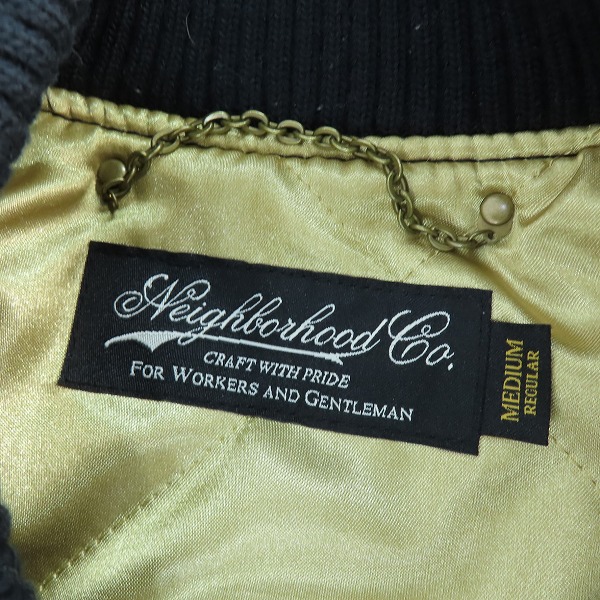 Neighborhood Co.
CRAFT WITH PRIDE
FOR WORKERS AND GENTLEMAN
MEDIUM
REGULAR